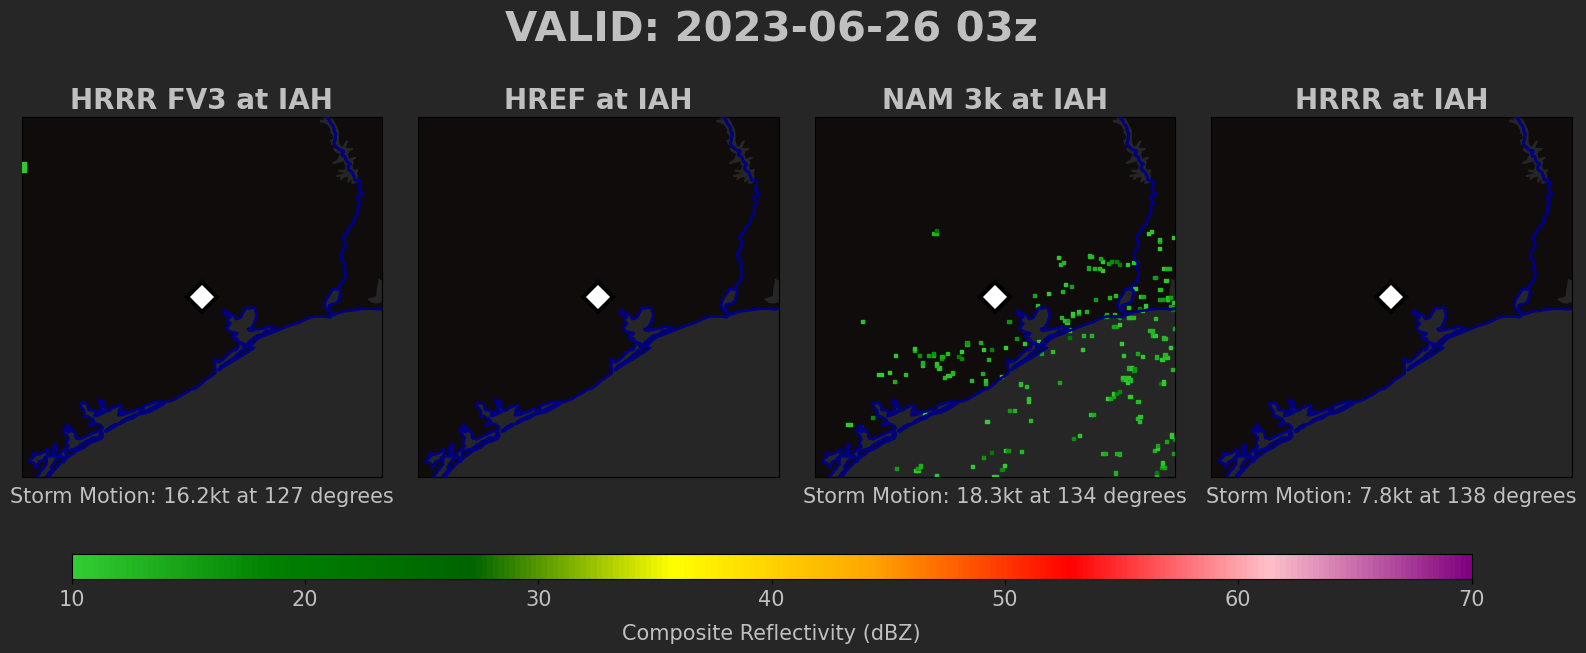 VALID: 2023-06-26 03z
HRRR FV3 at IAH
HREF at IAH
NAM 3k at IAH
HRRR at IAH
Storm Motion: 16.2kt at 127 degrees
Storm Motion: 18.3kt at 134 degrees
Storm Motion: 7.8kt at 138 degrees
10 20 30 40 50 60 70
Composite Reflectivity (dBZ)